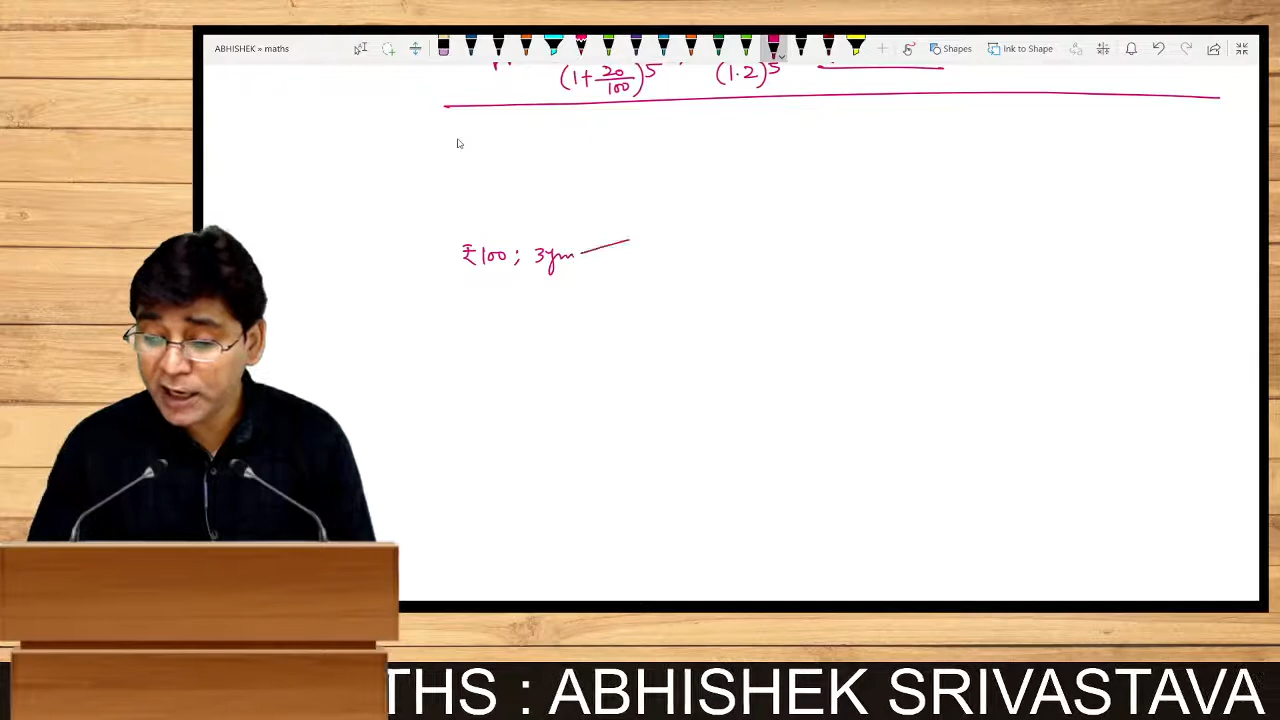 ABHISHEK » maths
Shapes
Ink to Shape
(1+20/100)^5
(1.2)^5
₹100; 3yrs
THS : ABHISHEK SRIVASTAVA